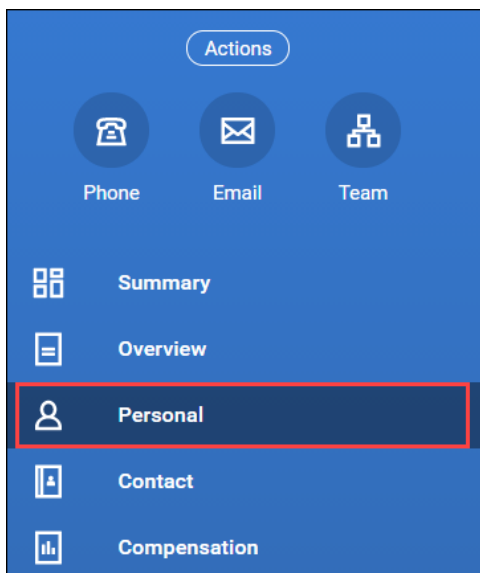 Actions
Phone Email Team
Summary
Overview
Personal
Contact
Compensation